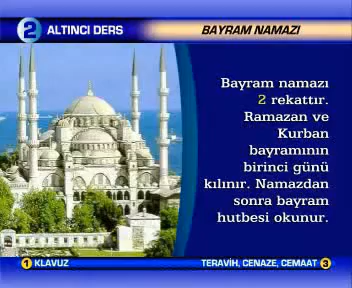 2 ALTINCI DERS
BAYRAM NAMAZI
Bayram namazı
2 rekattır.
Ramazan ve
Kurban
bayramının
birinci günü
kılınır. Namazdan
sonra bayram
hutbesi okunur.
1 KLAVUZ
TERAVİH, CENAZE, CEMAAT 3